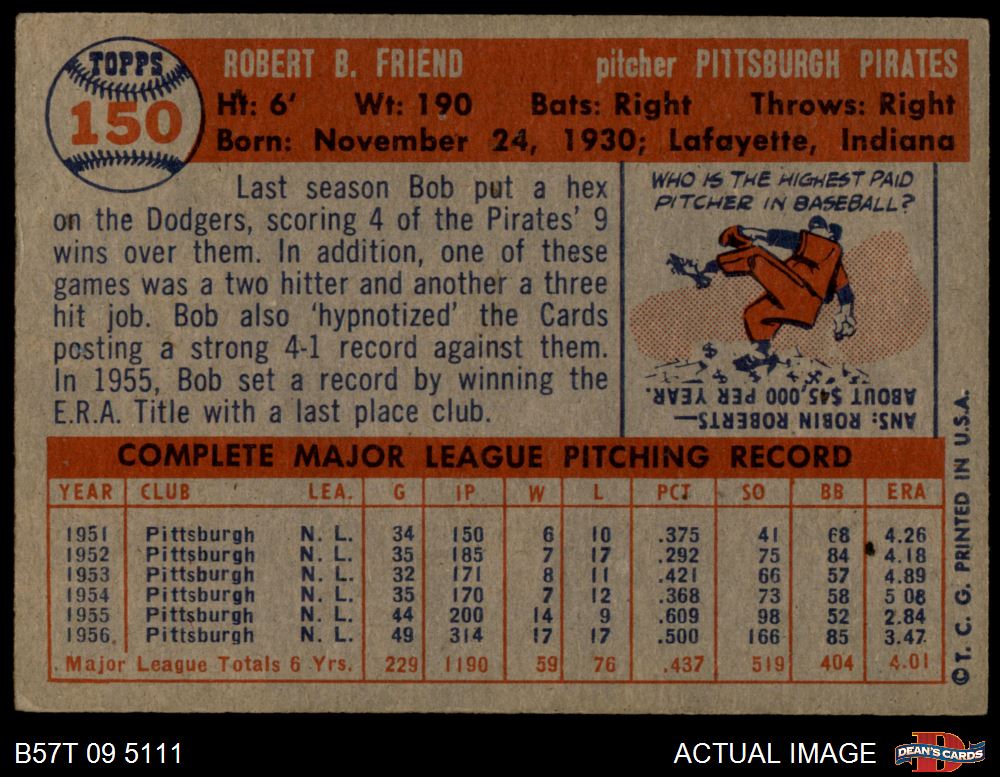 TOPPS
150
ROBERT B. FRIEND pitcher PITTSBURGH PIRATES
Ht: 6' Wt: 190 Bats: Right Throws: Right
Born: November 24, 1930; Lafayette, Indiana
Last season Bob put a hex
on the Dodgers, scoring 4 of the Pirates' 9
wins over them. In addition, one of these
games was a two hitter and another a three
hit job. Bob also 'hypnotized' the Cards
posting a strong 4-1 record against them.
In 1955, Bob set a record by winning the
E.R.A. Title with a last place club.
WHO IS THE HIGHEST PAID
PITCHER IN BASEBALL?
ANS: ROBIN ROBERTS—
ABOUT $45,000 PER YEAR.
COMPLETE MAJOR LEAGUE PITCHING RECORD
YEAR CLUB LEA. G IP W L PCT SO BB ERA
1951 Pittsburgh N. L. 34 150 6 10 .375 41 68 4.26
1952 Pittsburgh N. L. 35 185 7 17 .292 75 84 4.18
1953 Pittsburgh N. L. 32 171 8 11 .421 66 57 4.89
1954 Pittsburgh N. L. 35 170 7 12 .368 73 58 5 08
1955 Pittsburgh N. L. 44 200 14 9 .609 98 52 2.84
1956 Pittsburgh N. L. 49 314 17 17 .500 166 85 3.47
Major League Totals 6 Yrs. 229 1190 59 76 .437 519 404 4.01
©T. C. G. PRINTED IN U.S.A.
B57T 09 5111 ACTUAL IMAGE
DEAN'S CARDS